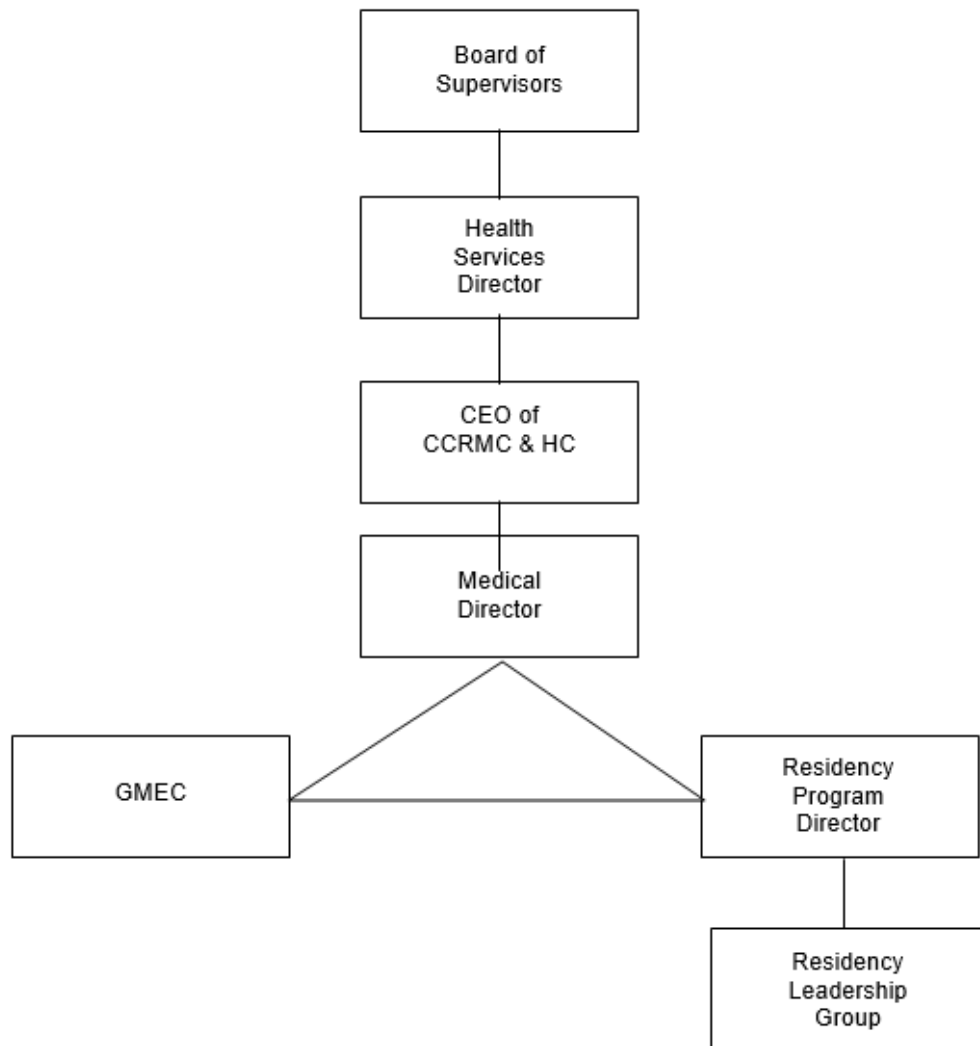 Board of
Supervisors
Health
Services
Director
CEO of
CCRMC & HC
Medical
Director
GMEC
Residency
Program
Director
Residency
Leadership
Group